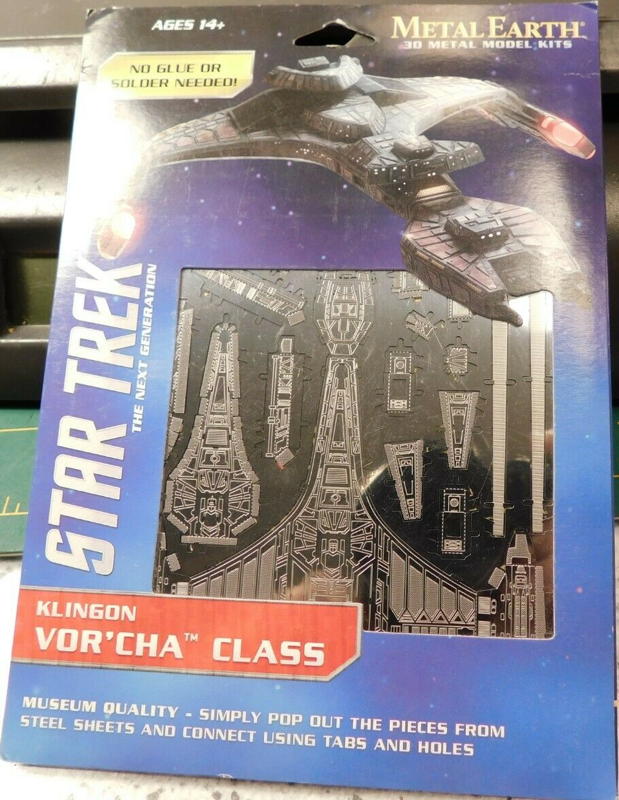 AGES 14+
METAL EARTH®
3D METAL MODEL KITS
NO GLUE OR
SOLDER NEEDED!
STAR TREK
THE NEXT GENERATION
KLINGON
VOR'CHA™ CLASS
MUSEUM QUALITY - SIMPLY POP OUT THE PIECES FROM
STEEL SHEETS AND CONNECT USING TABS AND HOLES